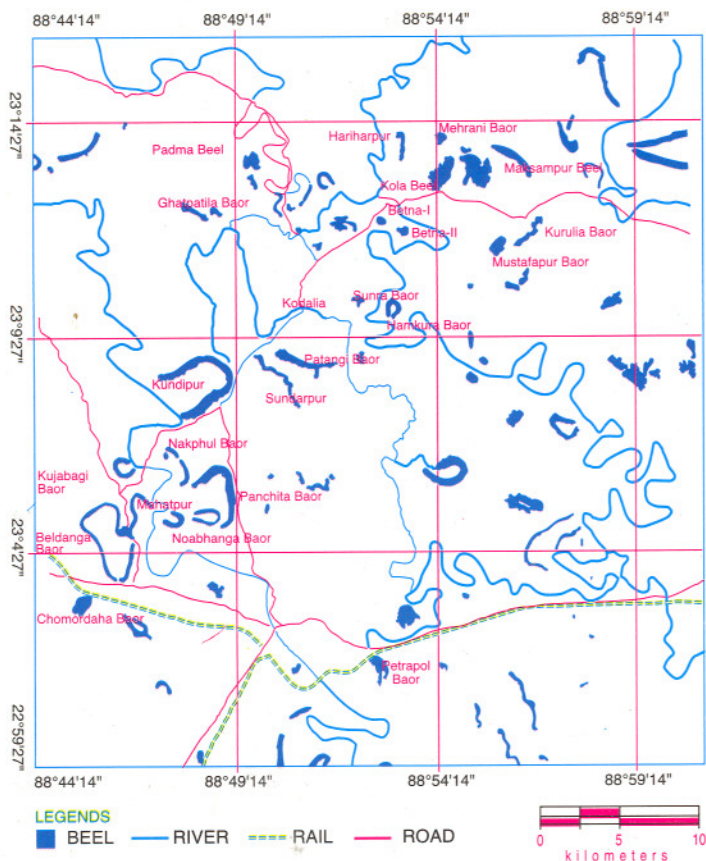 88°44'14" 88°49'14" 88°54'14" 88°59'14"
23°14'27"
Hariharpur
Mehrani Baor
Padma Beel
Maksampur Beel
Kola Beel
Ghatpatila Baor
Betna-I
Betna-II
Kurulia Baor
Mustafapur Baor
Sunra Baor
Kodalia
Hamkura Baor
23°9'27"
Patangi Baor
Kundipur
Sundarpur
Nakphul Baor
Kujabagi
Baor
Panchita Baor
Mahatpur
Beldanga
Baor
Noabhanga Baor
23°4'27"
Chomordaha Baor
Petrapol
Baor
22°59'27"
88°44'14" 88°49'14" 88°54'14" 88°59'14"
LEGENDS
BEEL RIVER RAIL ROAD
0 5 10
kilometers